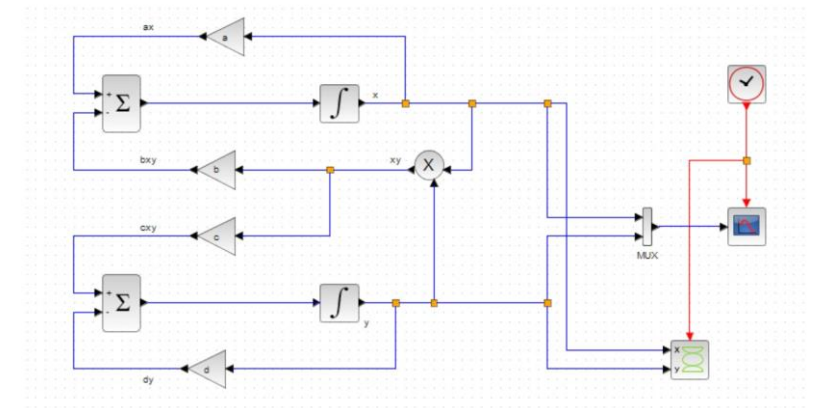 ax
a
+
Σ
-
∫
x
bxy
b
xy
X
cxy
c
MUX
+
Σ
-
∫
y
x
y
d
dy